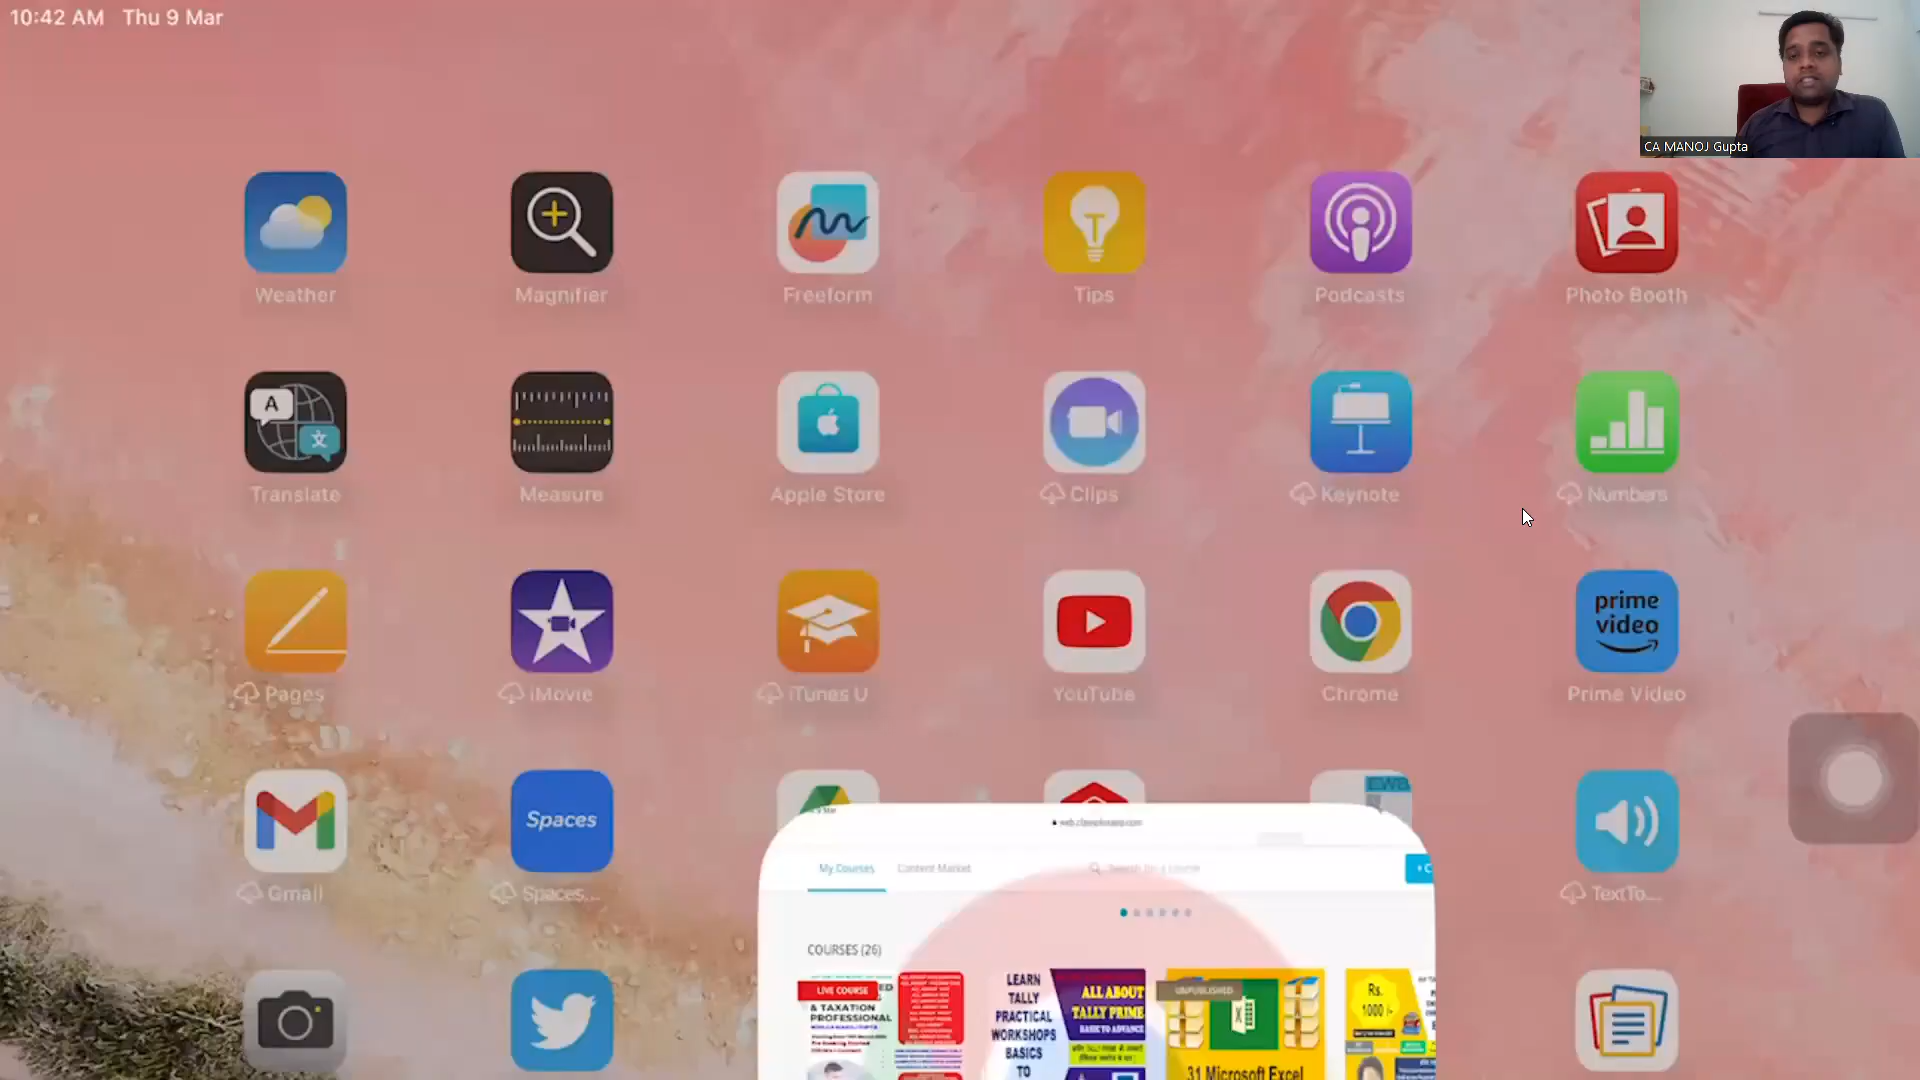 10:42 AM Thu 9 Mar
CA MANOJ Gupta
Weather
Magnifier
Freeform
Tips
Podcasts
Photo Booth
Translate
Measure
Apple Store
Clips
Keynote
Numbers
Pages
iMovie
iTunes U
YouTube
Chrome
prime
video
Prime Video
Spaces
Gmail
Spaces...
TextTo...
My Courses
Content Market
Search for a course
COURSES (26)
LIVE COURSE
& TAXATION
PROFESSIONAL
LEARN
TALLY
PRACTICAL
WORKSHOPS
BASICS
TO
ALL ABOUT
TALLY PRIME
BASIC TO ADVANCE
UNPUBLISHED
31 Microsoft Excel
Rs.
1000 /-